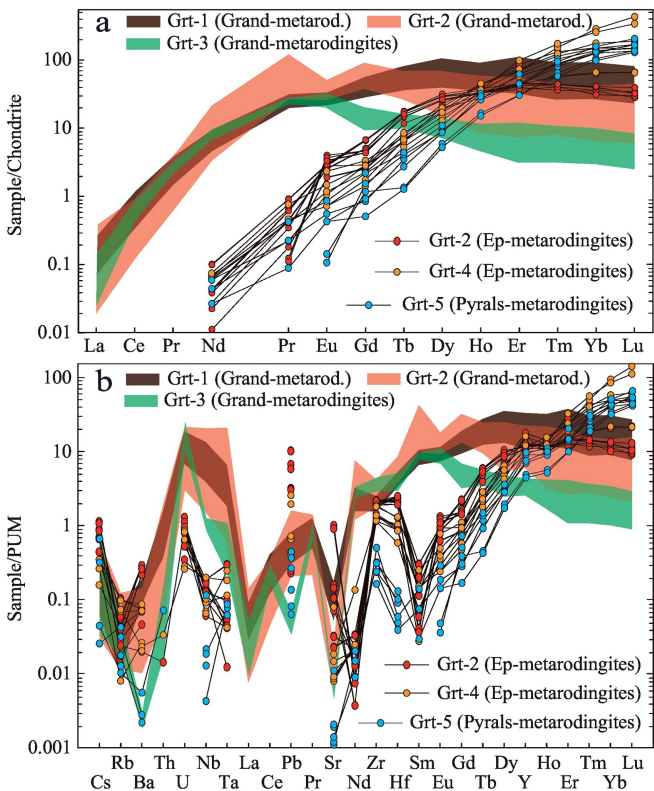 a
Grt-1 (Grand-metarod.) Grt-2 (Grand-metarod.)
Grt-3 (Grand-metarodingites)
100
10
1
0.1
0.01
Sample/Chondrite
Grt-2 (Ep-metarodingites)
Grt-4 (Ep-metarodingites)
Grt-5 (Pyrals-metarodingites)
La Ce Pr Nd Pr Eu Gd Tb Dy Ho Er Tm Yb Lu
b
Grt-1 (Grand-metarod.) Grt-2 (Grand-metarod.)
Grt-3 (Grand-metarodingites)
100
10
1
0.1
0.01
0.001
Sample/PUM
Grt-2 (Ep-metarodingites)
Grt-4 (Ep-metarodingites)
Grt-5 (Pyrals-metarodingites)
Rb Th Nb La Pb Sr Zr Sm Gd Dy Ho Tm Lu
Cs Ba U Ta Ce Pr Nd Hf Eu Tb Y Er Yb